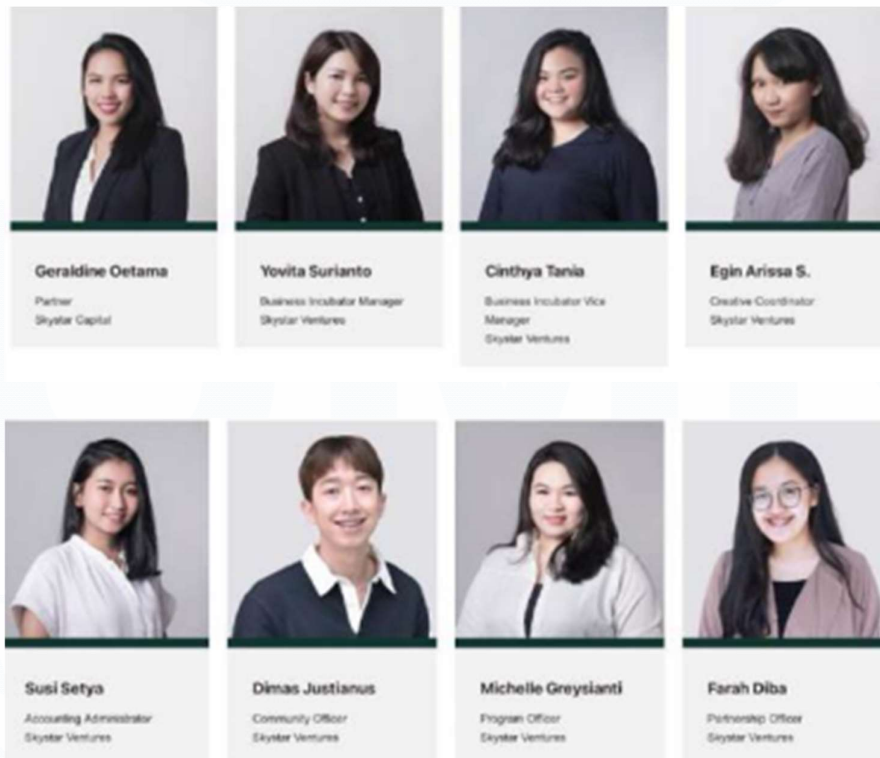 Geraldine Oetama
Partner
Skystar Capital
Yovita Surianto
Business Incubator Manager
Skystar Ventures
Cinthya Tania
Business Incubator Vice
Manager
Skystar Ventures
Egin Arissa S.
Creative Coordinator
Skystar Ventures
Susi Setya
Accounting Administrator
Skystar Ventures
Dimas Justianus
Community Officer
Skystar Ventures
Michelle Greysianti
Program Officer
Skystar Ventures
Farah Diba
Partnership Officer
Skystar Ventures